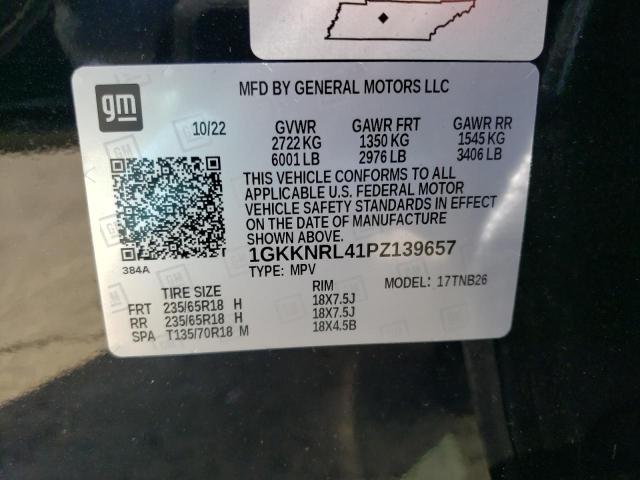 MFD BY GENERAL MOTORS LLC
gm
10/22 GVWR GAWR FRT GAWR RR
2722 KG 1350 KG 1545 KG
6001 LB 2976 LB 3406 LB
THIS VEHICLE CONFORMS TO ALL
APPLICABLE U.S. FEDERAL MOTOR
VEHICLE SAFETY STANDARDS IN EFFECT
ON THE DATE OF MANUFACTURE
SHOWN ABOVE.
1GKKNRL41PZ139657
384A
TYPE: MPV MODEL: 17TNB26
TIRE SIZE RIM
FRT 235/65R18 H 18X7.5J
RR 235/65R18 H 18X7.5J
SPA T135/70R18 M 18X4.5B